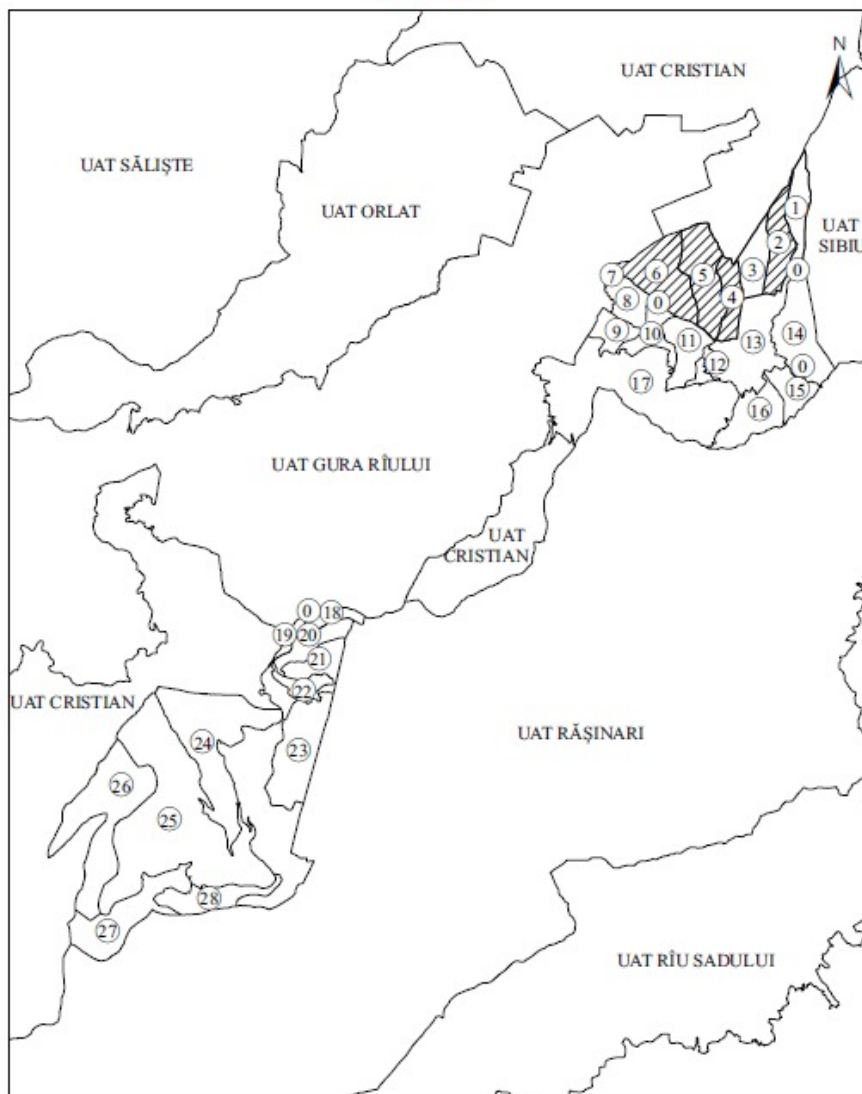 N
UAT CRISTIAN
UAT SĂLIȘTE
UAT ORLAT
1
UAT
SIBIU
2
3
0
7
6
5
4
8
0
9
10
11
13
14
12
0
17
15
16
UAT GURA RÎULUI
UAT
CRISTIAN
0
18
19
20
21
22
UAT CRISTIAN
24
23
UAT RĂȘINARI
26
25
28
27
UAT RÎU SADULUI